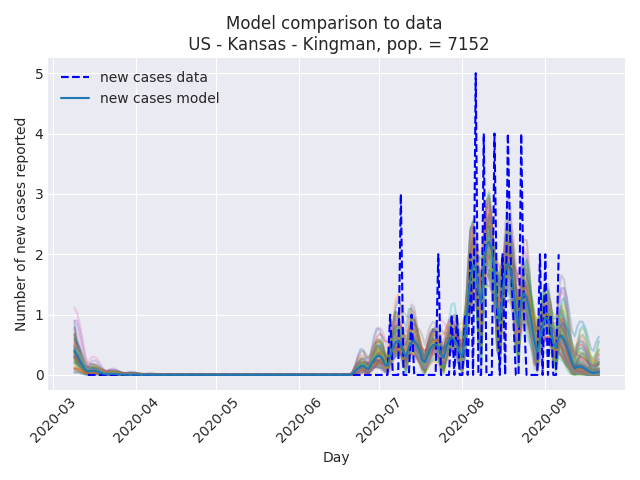 Model comparison to data
US - Kansas - Kingman, pop. = 7152
new cases data
new cases model
Number of new cases reported
5
4
3
2
1
0
2020-03
2020-04
2020-05
2020-06
2020-07
2020-08
2020-09
Day